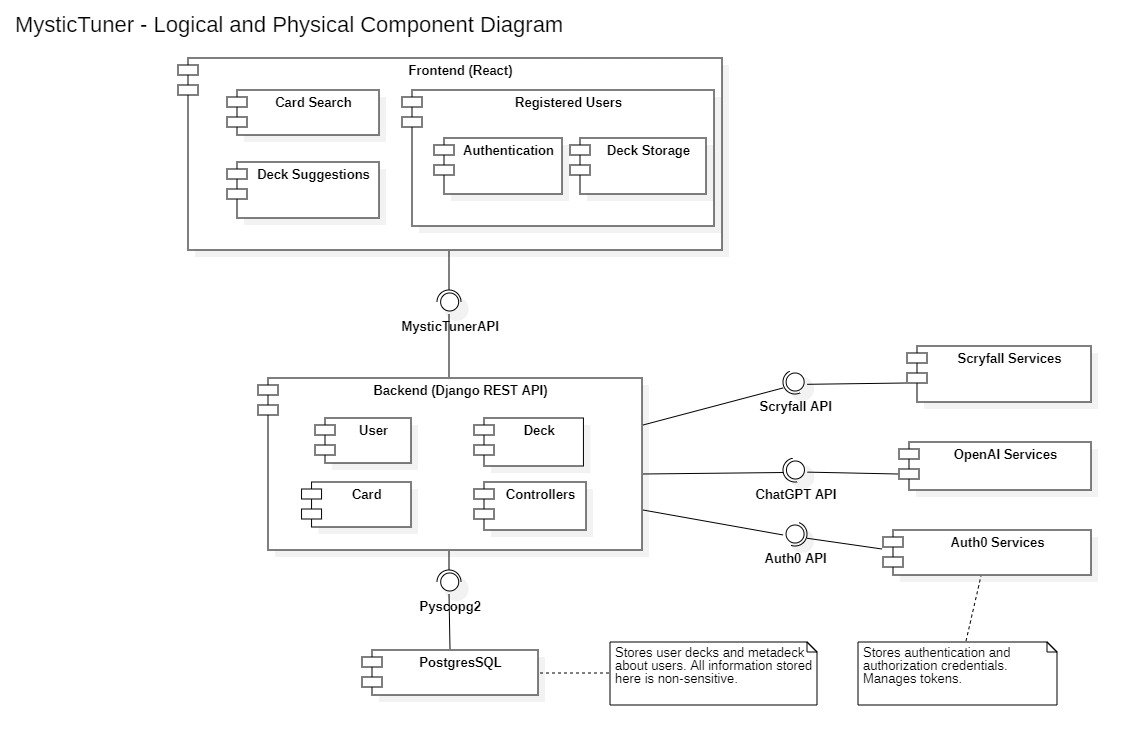 MysticTuner - Logical and Physical Component Diagram
Frontend (React)
Card Search
Registered Users
Authentication
Deck Storage
Deck Suggestions
MysticTunerAPI
Backend (Django REST API)
User
Deck
Card
Controllers
Scryfall API
Scryfall Services
ChatGPT API
OpenAI Services
Auth0 API
Auth0 Services
Pyscopg2
PostgresSQL
Stores user decks and metadeck
about users. All information stored
here is non-sensitive.
Stores authentication and
authorization credentials.
Manages tokens.